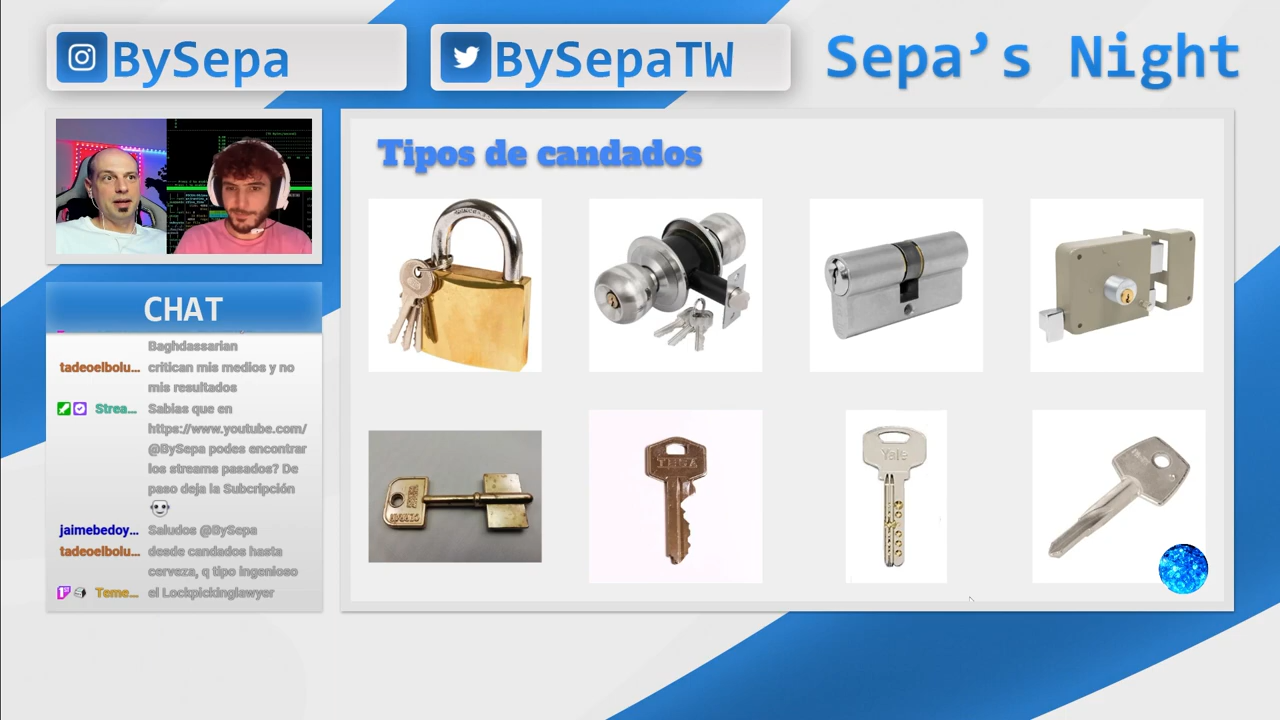 BySepa
BySepaTW
Sepa’s Night
Tipos de candados
CHAT
Baghdassarian
tadeoelbolu... critican mis medios y no
mis resultados
Strea... Sabias que en
https://www.youtube.com/
@BySepa podes encontrar
los streams pasados? De
paso deja la Subcripción
jaimebedoy... Saludos @BySepa
tadeoelbolu... desde candados hasta
cerveza, q tipo ingenioso
Teme... el Lockpickinglawyer
Yale